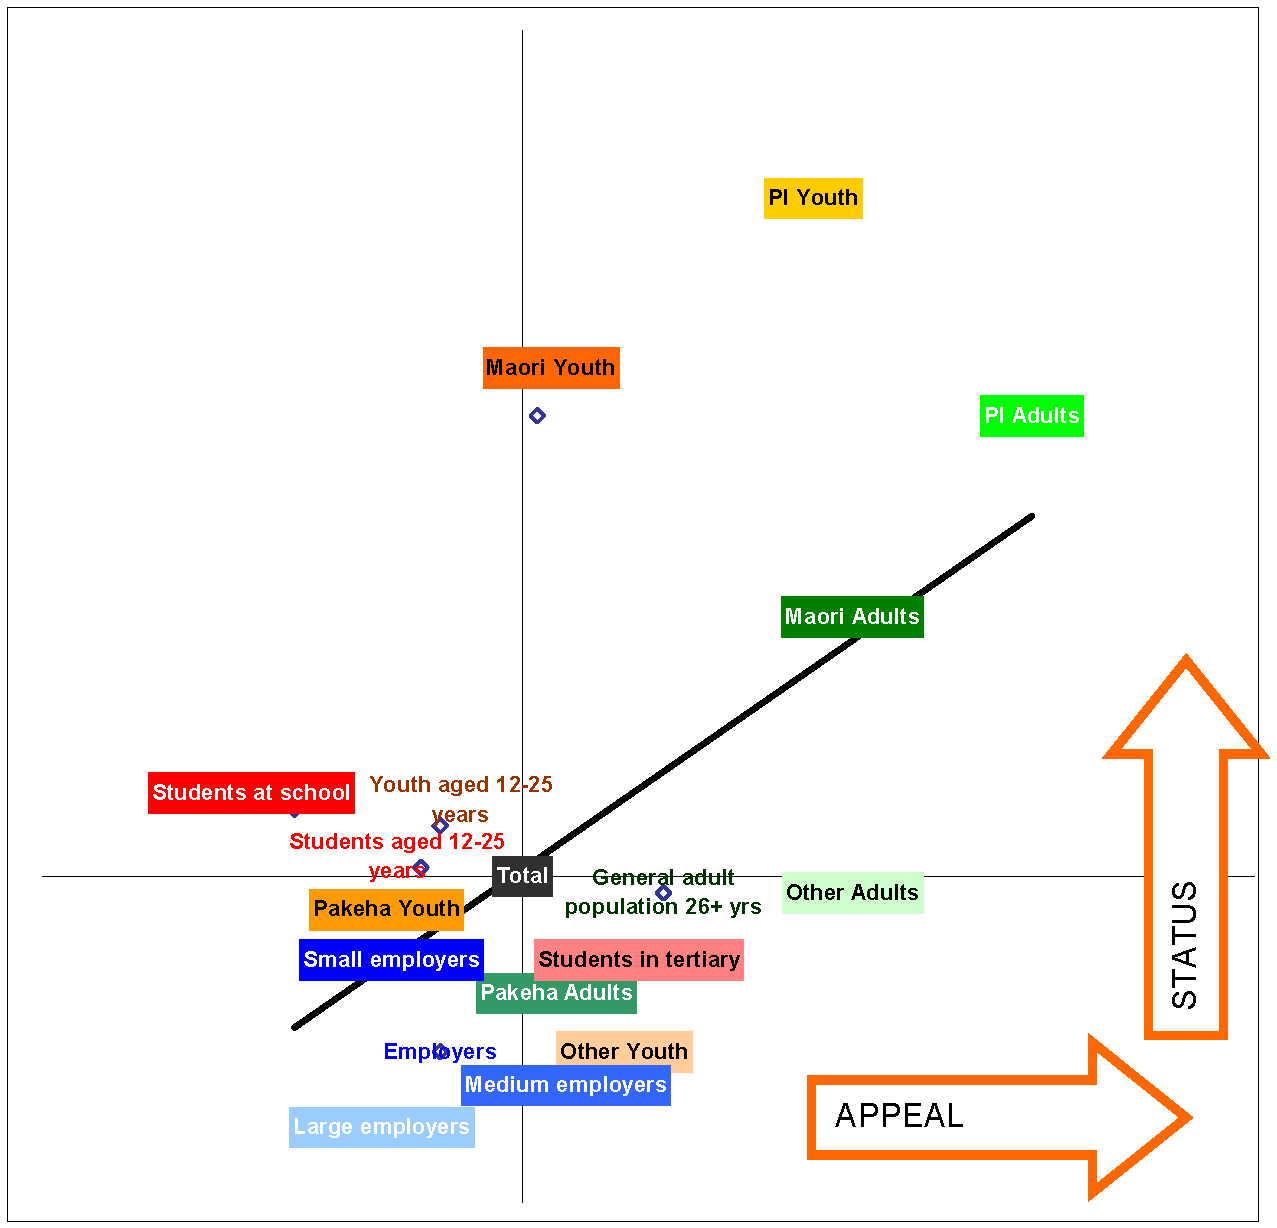 PI Youth
Maori Youth
PI Adults
Maori Adults
Students at school
Youth aged 12-25
years
Students aged 12-25
years
Total
General adult
population 26+ yrs
Other Adults
Pakeha Youth
Small employers
Students in tertiary
Pakeha Adults
Employers
Other Youth
Medium employers
Large employers
STATUS
APPEAL